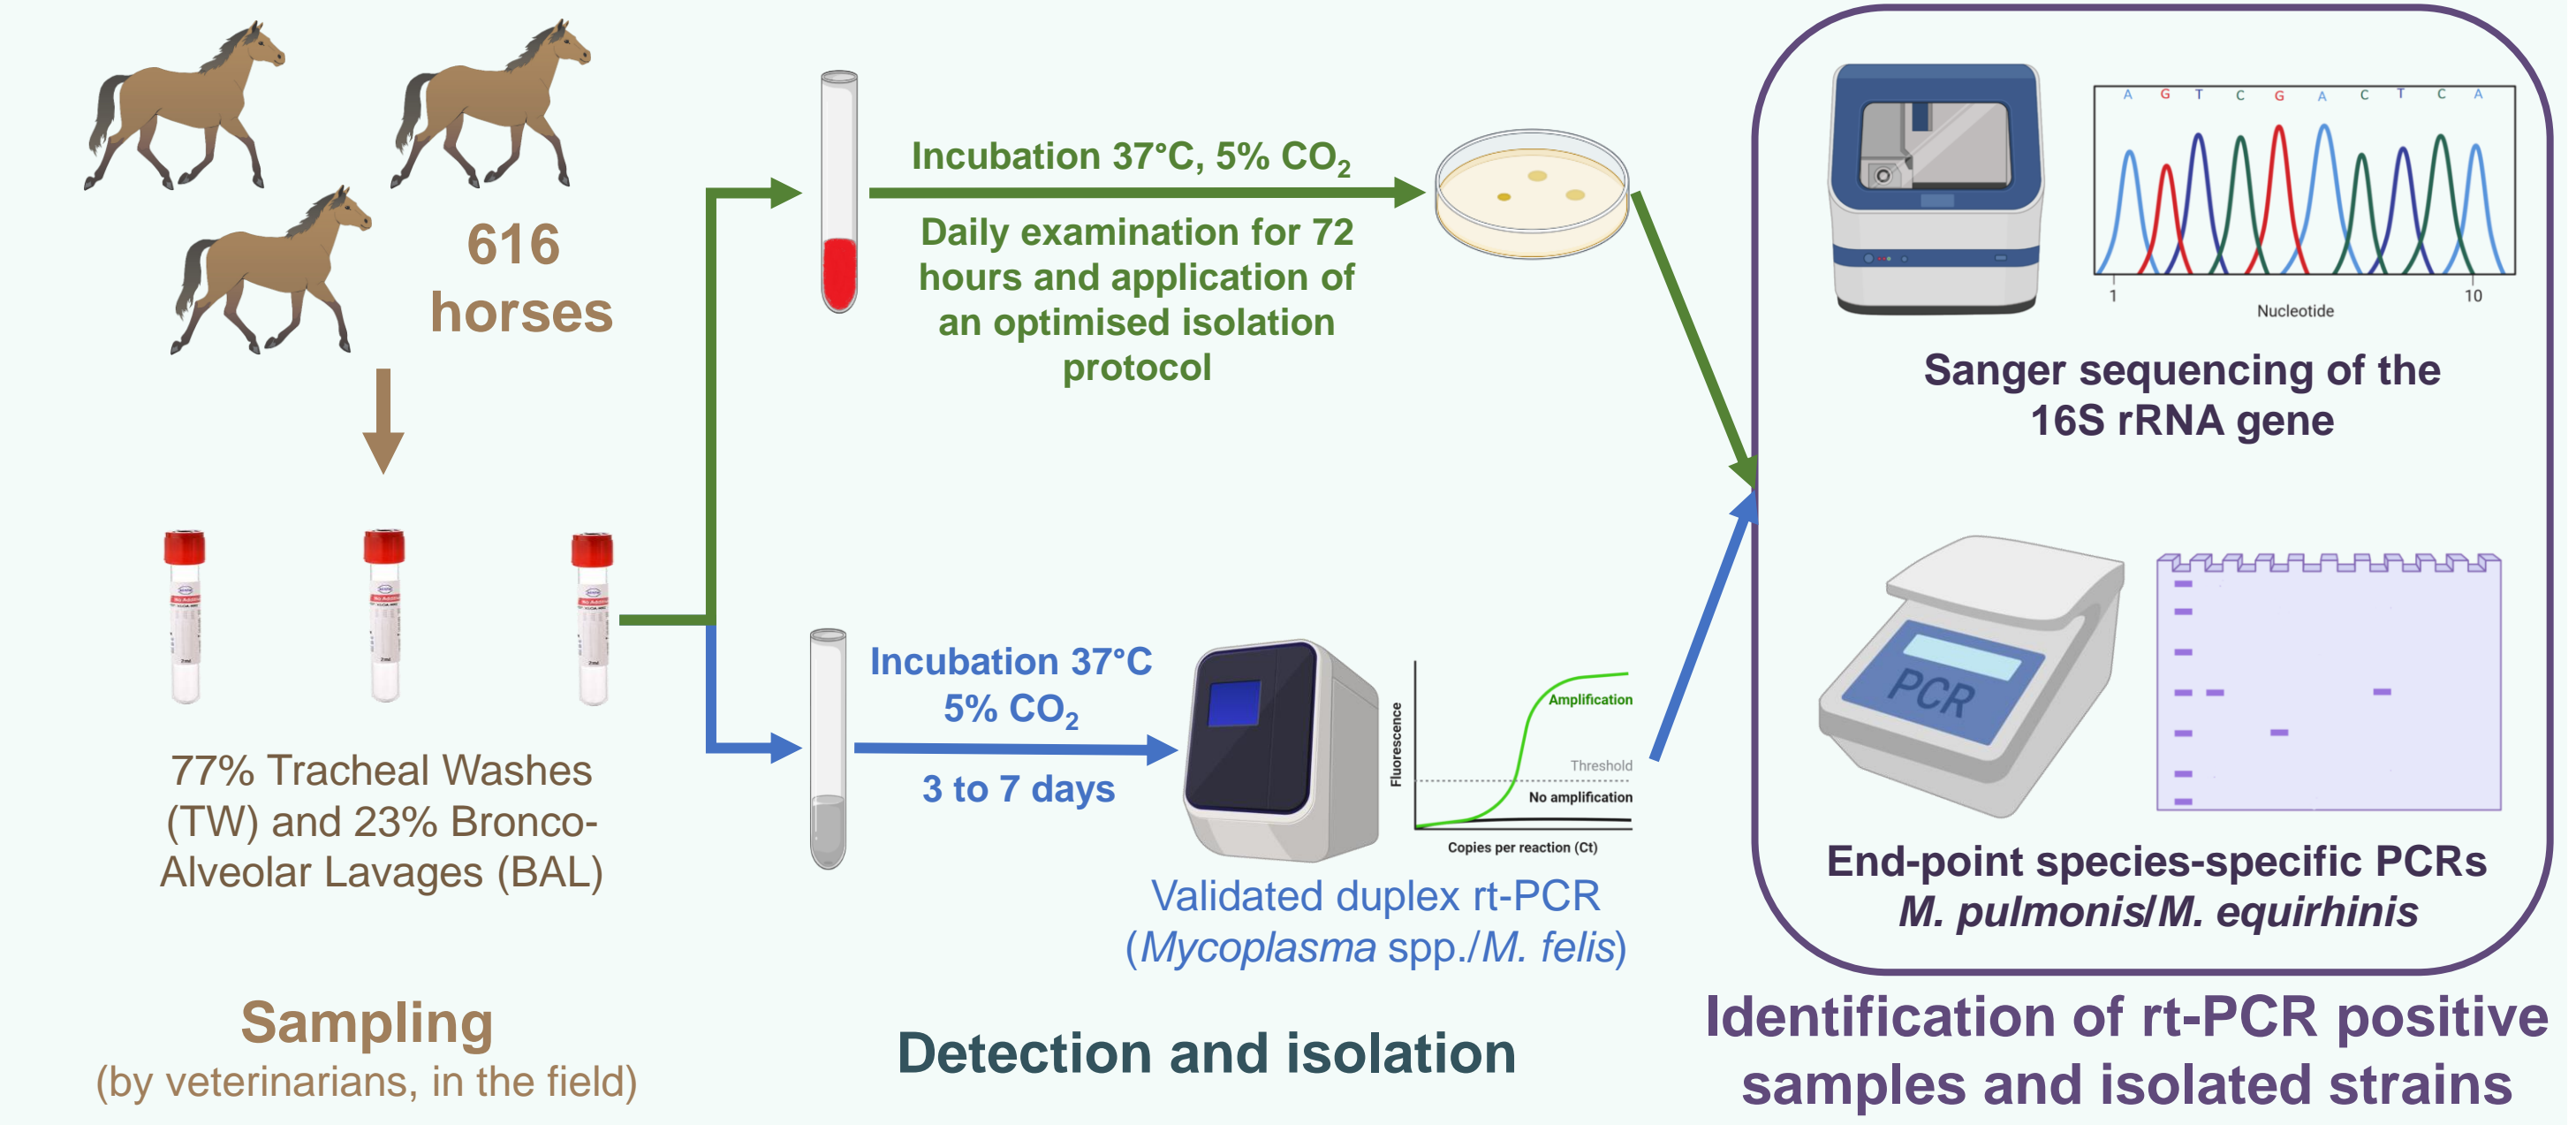 616
horses
77% Tracheal Washes
(TW) and 23% Bronco-
Alveolar Lavages (BAL)
Sampling
(by veterinarians, in the field)
Incubation 37°C, 5% CO₂
Daily examination for 72
hours and application of
an optimised isolation
protocol
Incubation 37°C
5% CO₂
3 to 7 days
Fluorescence
Amplification
Threshold
No amplification
Copies per reaction (Ct)
Validated duplex rt-PCR
(Mycoplasma spp./M. felis)
Detection and isolation
A G T C G A C T C A
1 10
Nucleotide
Sanger sequencing of the
16S rRNA gene
PCR
End-point species-specific PCRs
M. pulmonis/M. equirhinis
Identification of rt-PCR positive
samples and isolated strains